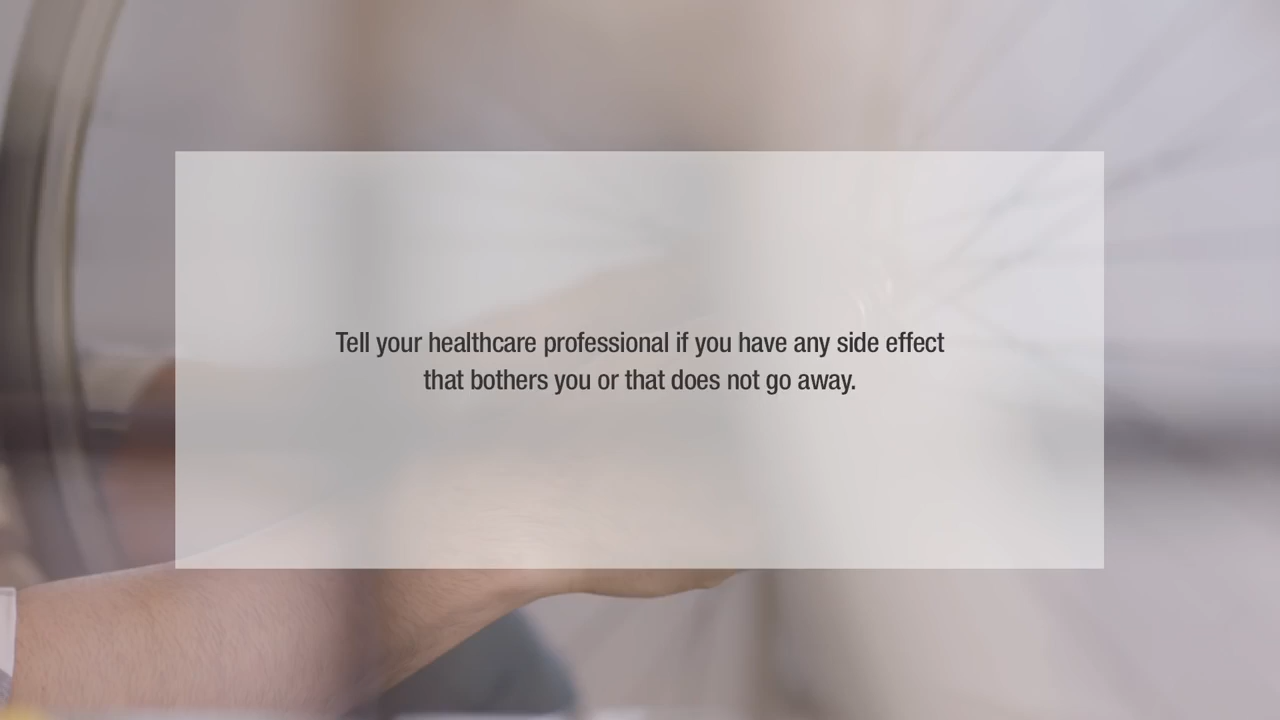 Tell your healthcare professional if you have any side effect
that bothers you or that does not go away.